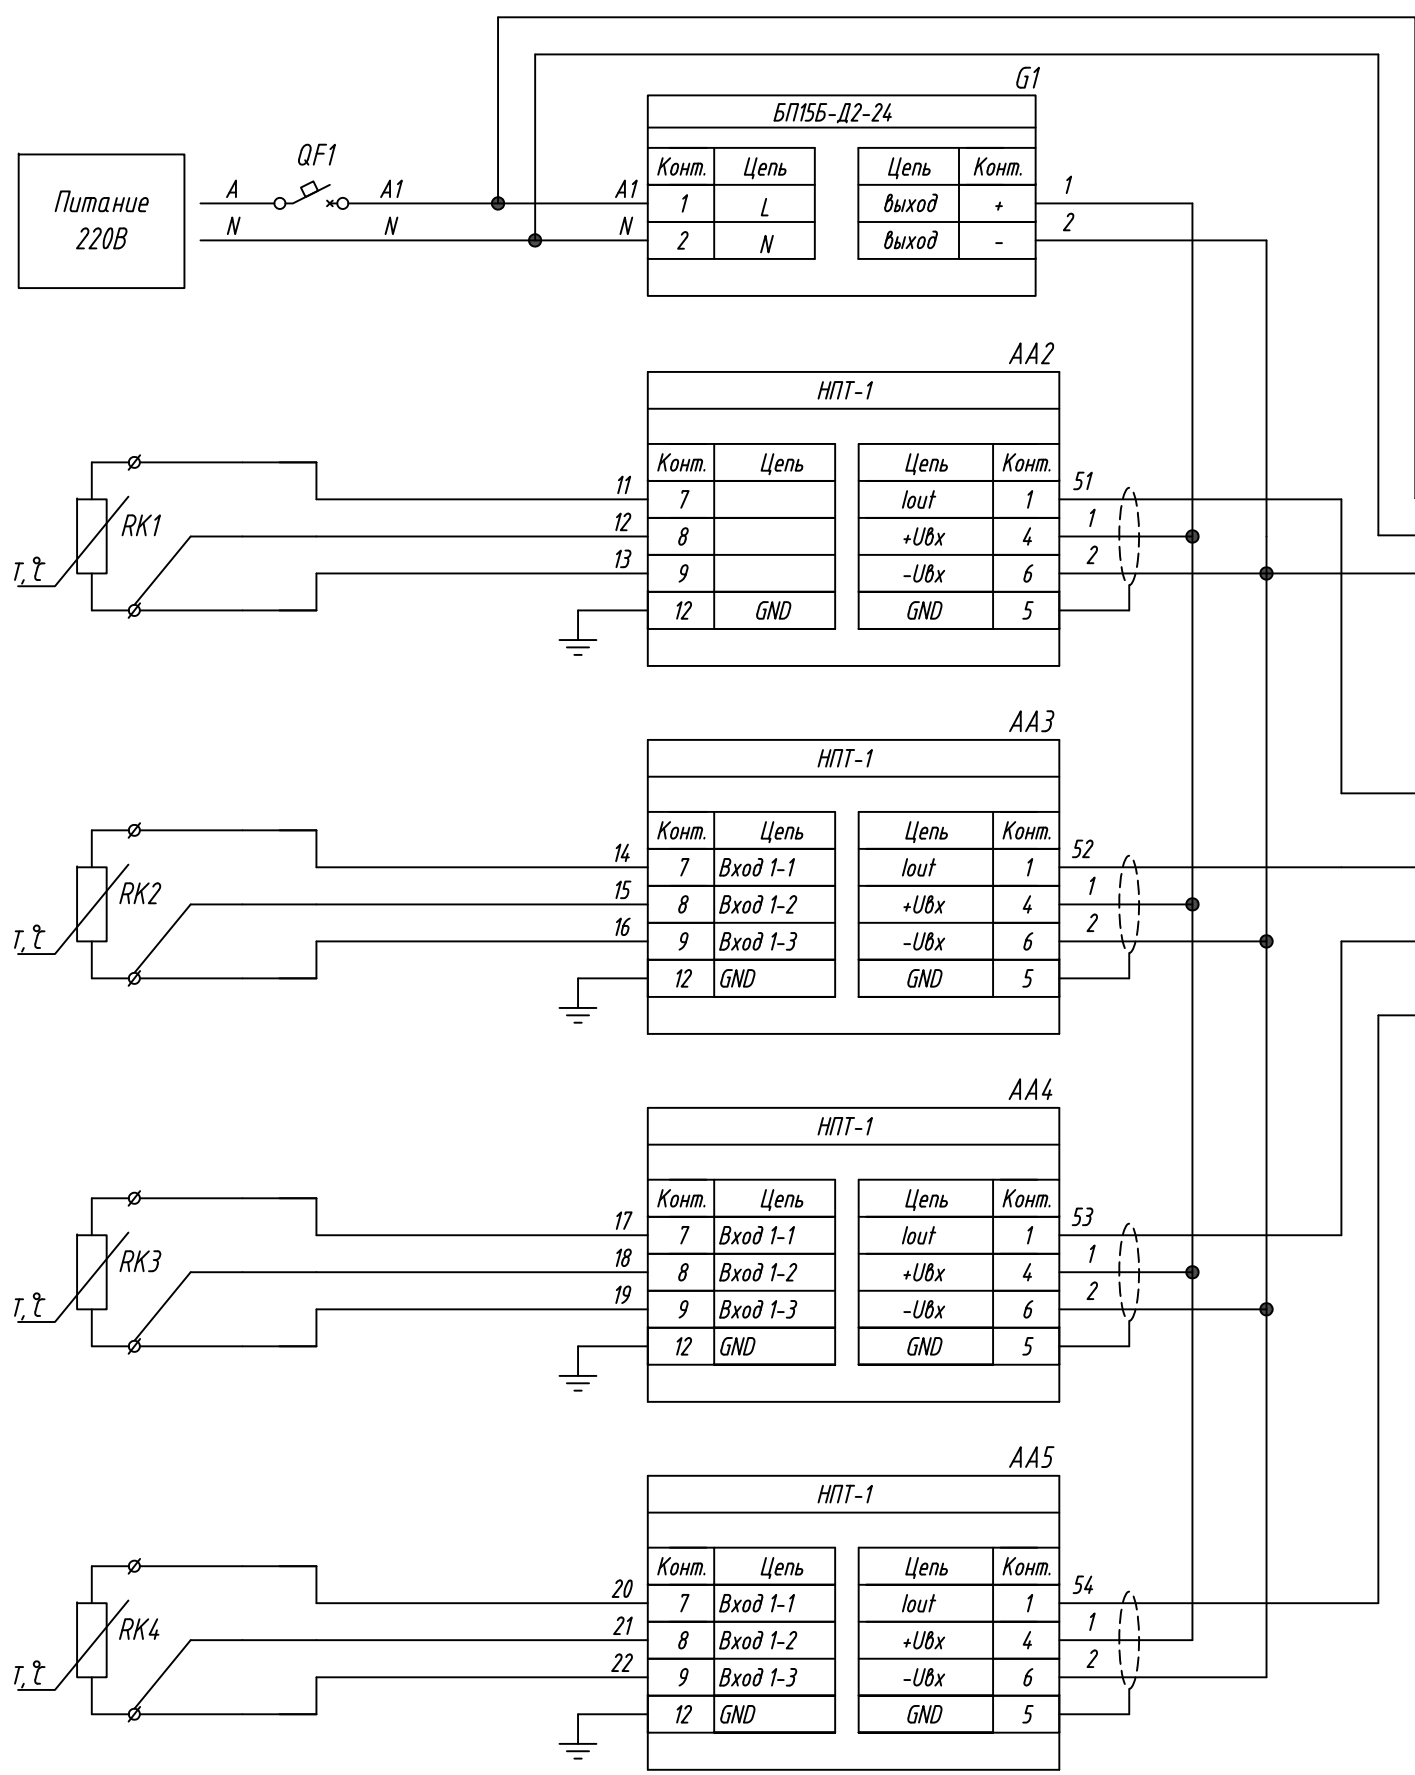 G1
БП15Б-Д2-24
QF1
Питание
220В
A A1 A1
N N N
Конт. Цепь Цепь Конт.
1 L выход + 1
2 N выход - 2
AA2
НПТ-1
Конт. Цепь Цепь Конт.
11 7 Iout 1 51
RK1
12 8 +Uвх 4 1
T,°C
13 9 -Uвх 6 2
12 GND GND 5
AA3
НПТ-1
Конт. Цепь Цепь Конт.
14 7 Вход 1-1 Iout 1 52
RK2
15 8 Вход 1-2 +Uвх 4 1
T,°C
16 9 Вход 1-3 -Uвх 6 2
12 GND GND 5
AA4
НПТ-1
Конт. Цепь Цепь Конт.
17 7 Вход 1-1 Iout 1 53
RK3
18 8 Вход 1-2 +Uвх 4 1
T,°C
19 9 Вход 1-3 -Uвх 6 2
12 GND GND 5
AA5
НПТ-1
Конт. Цепь Цепь Конт.
20 7 Вход 1-1 Iout 1 54
RK4
21 8 Вход 1-2 +Uвх 4 1
T,°C
22 9 Вход 1-3 -Uвх 6 2
12 GND GND 5